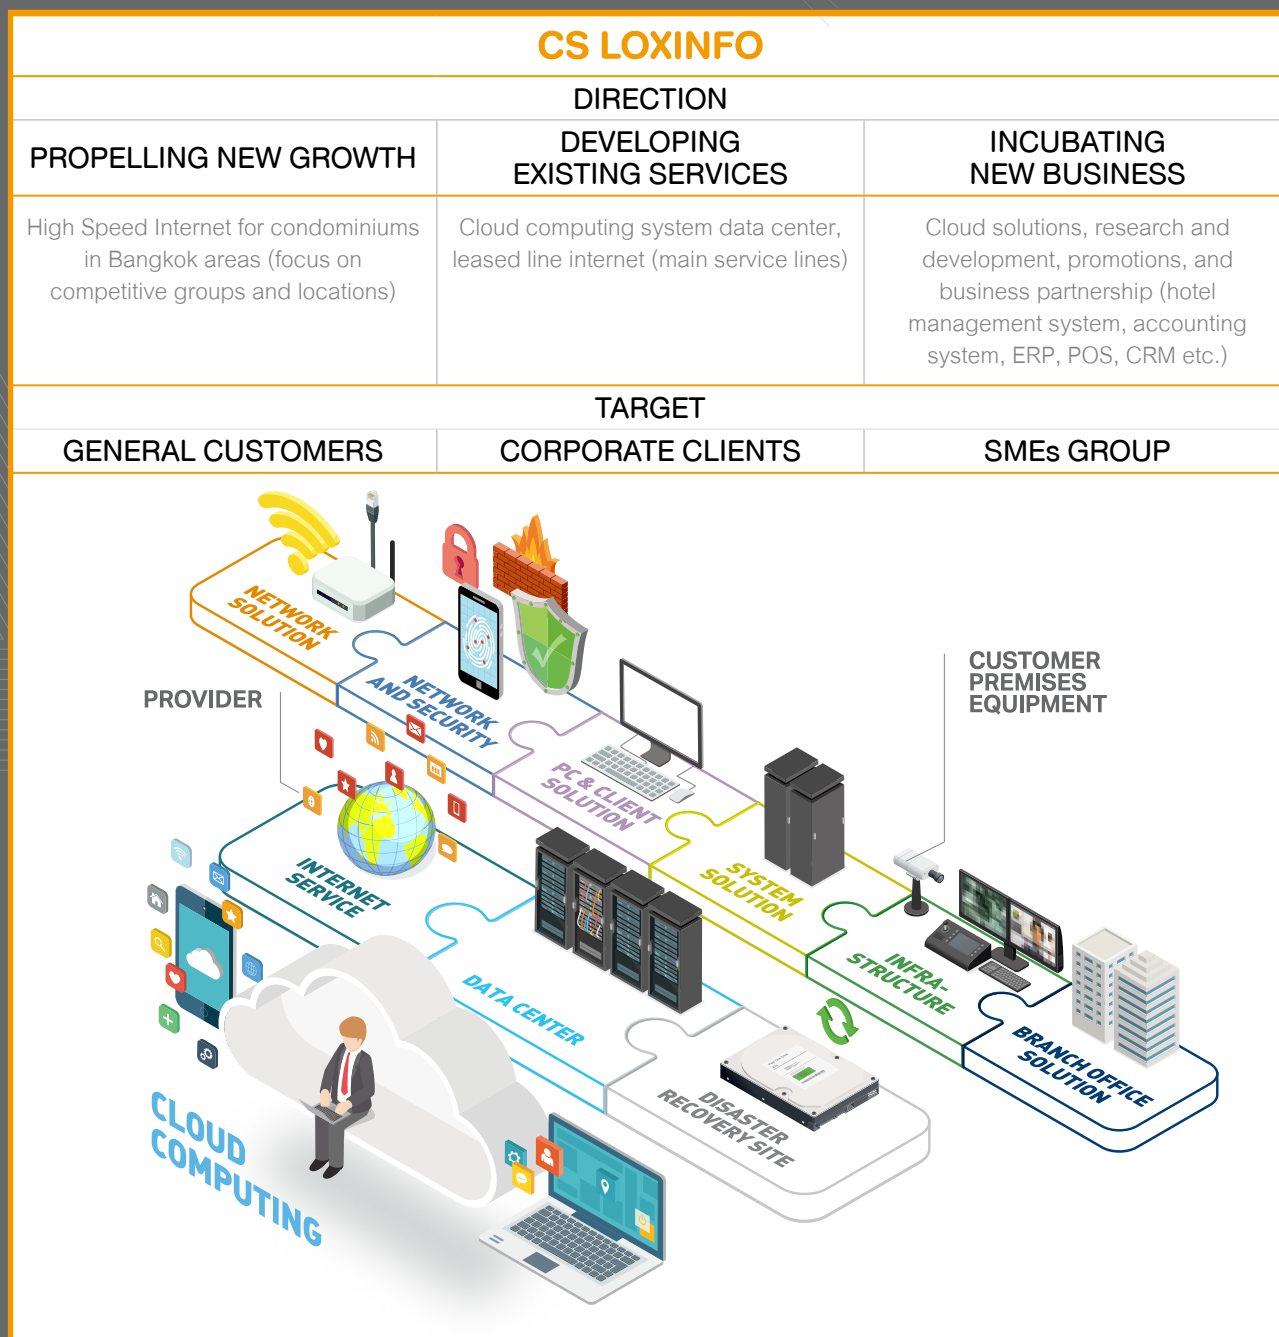 CS LOXINFO
DIRECTION
PROPELLING NEW GROWTH
DEVELOPING
EXISTING SERVICES
INCUBATING
NEW BUSINESS
High Speed Internet for condominiums
in Bangkok areas (focus on
competitive groups and locations)
Cloud computing system data center,
leased line internet (main service lines)
Cloud solutions, research and
development, promotions, and
business partnership (hotel
management system, accounting
system, ERP, POS, CRM etc.)
TARGET
GENERAL CUSTOMERS
CORPORATE CLIENTS
SMEs GROUP
NETWORK
SOLUTION
NETWORK
AND SECURITY
PC & CLIENT
SOLUTION
SYSTEM
SOLUTION
INFRA-
STRUCTURE
BRANCH OFFICE
SOLUTION
CUSTOMER
PREMISES
EQUIPMENT
PROVIDER
INTERNET
SERVICE
DATA CENTER
DISASTER
RECOVERY SITE
CLOUD
COMPUTING